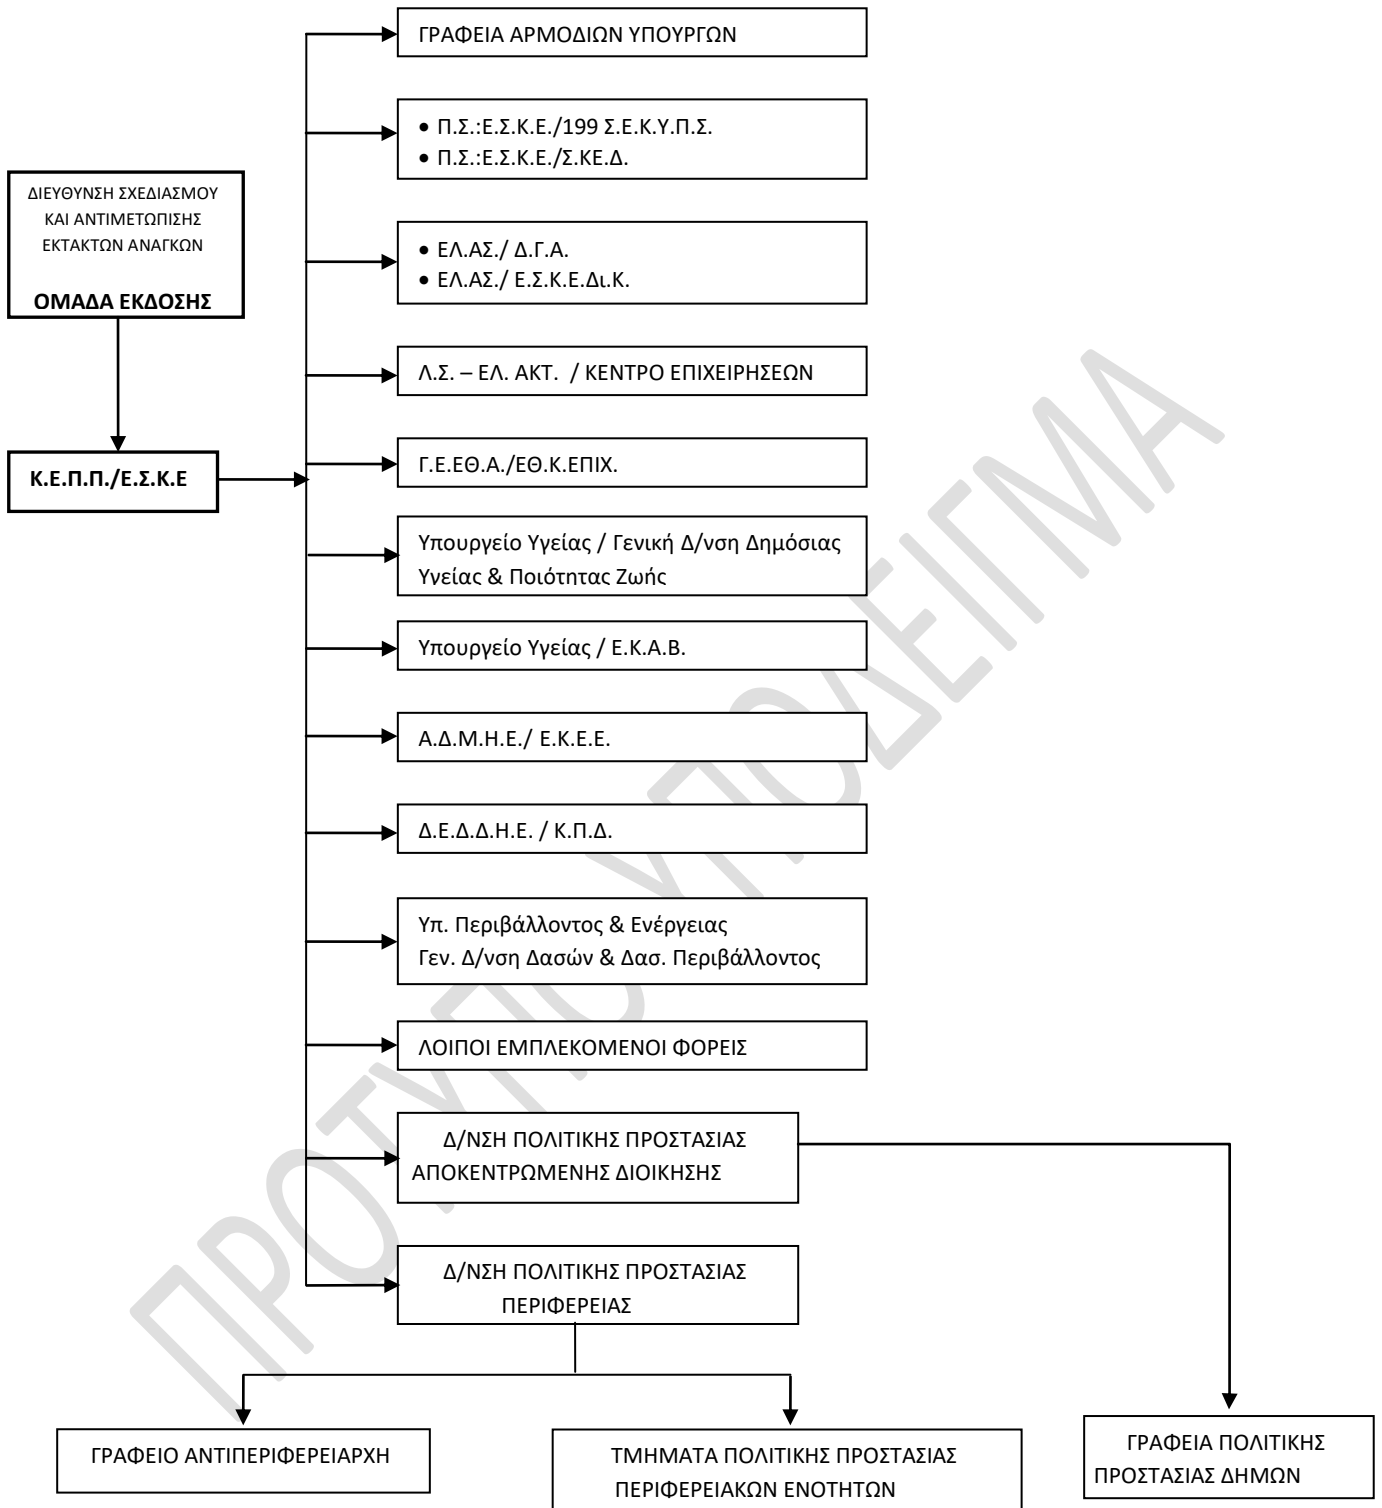 ΓΡΑΦΕΙΑ ΑΡΜΟΔΙΩΝ ΥΠΟΥΡΓΩΝ
• Π.Σ.:Ε.Σ.Κ.Ε./199 Σ.Ε.Κ.Υ.Π.Σ.
• Π.Σ.:Ε.Σ.Κ.Ε./Σ.ΚΕ.Δ.
ΔΙΕΥΘΥΝΣΗ ΣΧΕΔΙΑΣΜΟΥ
ΚΑΙ ΑΝΤΙΜΕΤΩΠΙΣΗΣ
ΕΚΤΑΚΤΩΝ ΑΝΑΓΚΩΝ
ΟΜΑΔΑ ΕΚΔΟΣΗΣ
• ΕΛ.ΑΣ./ Δ.Γ.Α.
• ΕΛ.ΑΣ./ Ε.Σ.Κ.Ε.Δι.Κ.
Λ.Σ. – ΕΛ. ΑΚΤ. / ΚΕΝΤΡΟ ΕΠΙΧΕΙΡΗΣΕΩΝ
Κ.Ε.Π.Π./Ε.Σ.Κ.Ε
Γ.Ε.ΕΘ.Α./ΕΘ.Κ.ΕΠΙΧ.
Υπουργείο Υγείας / Γενική Δ/νση Δημόσιας
Υγείας & Ποιότητας Ζωής
Υπουργείο Υγείας / Ε.Κ.Α.Β.
Α.Δ.Μ.Η.Ε./ Ε.Κ.Ε.Ε.
Δ.Ε.Δ.Δ.Η.Ε. / Κ.Π.Δ.
Υπ. Περιβάλλοντος & Ενέργειας
Γεν. Δ/νση Δασών & Δασ. Περιβάλλοντος
ΛΟΙΠΟΙ ΕΜΠΛΕΚΟΜΕΝΟΙ ΦΟΡΕΙΣ
Δ/ΝΣΗ ΠΟΛΙΤΙΚΗΣ ΠΡΟΣΤΑΣΙΑΣ
ΑΠΟΚΕΝΤΡΩΜΕΝΗΣ ΔΙΟΙΚΗΣΗΣ
Δ/ΝΣΗ ΠΟΛΙΤΙΚΗΣ ΠΡΟΣΤΑΣΙΑΣ
ΠΕΡΙΦΕΡΕΙΑΣ
ΓΡΑΦΕΙΟ ΑΝΤΙΠΕΡΙΦΕΡΕΙΑΡΧΗ
ΤΜΗΜΑΤΑ ΠΟΛΙΤΙΚΗΣ ΠΡΟΣΤΑΣΙΑΣ
ΠΕΡΙΦΕΡΕΙΑΚΩΝ ΕΝΟΤΗΤΩΝ
ΓΡΑΦΕΙΑ ΠΟΛΙΤΙΚΗΣ
ΠΡΟΣΤΑΣΙΑΣ ΔΗΜΩΝ
ΠΡΟΤΥΠΟ ΥΠΟΔΕΙΓΜΑ